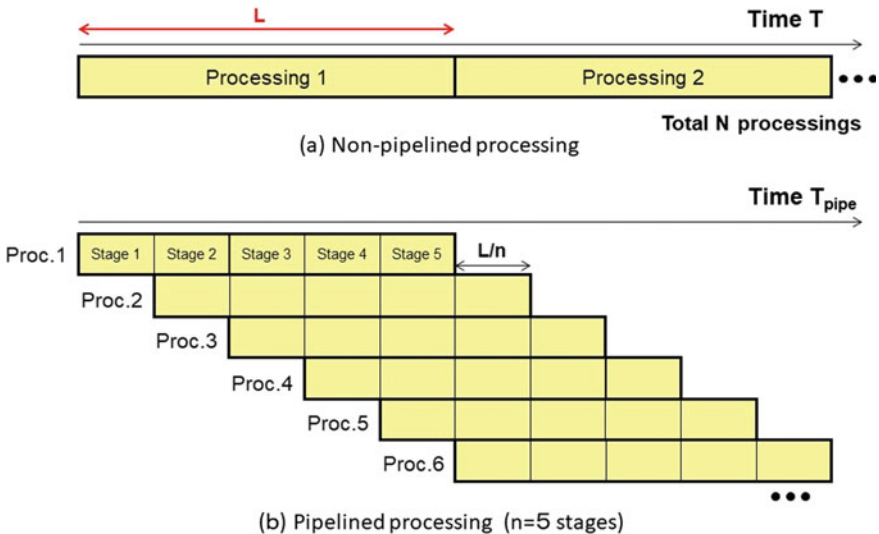 L
Time T
Processing 1 Processing 2
Total N processings
(a) Non-pipelined processing
Time Tpipe
Proc.1 Stage 1 Stage 2 Stage 3 Stage 4 Stage 5 L/n
Proc.2
Proc.3
Proc.4
Proc.5
Proc.6
(b) Pipelined processing (n=5 stages)